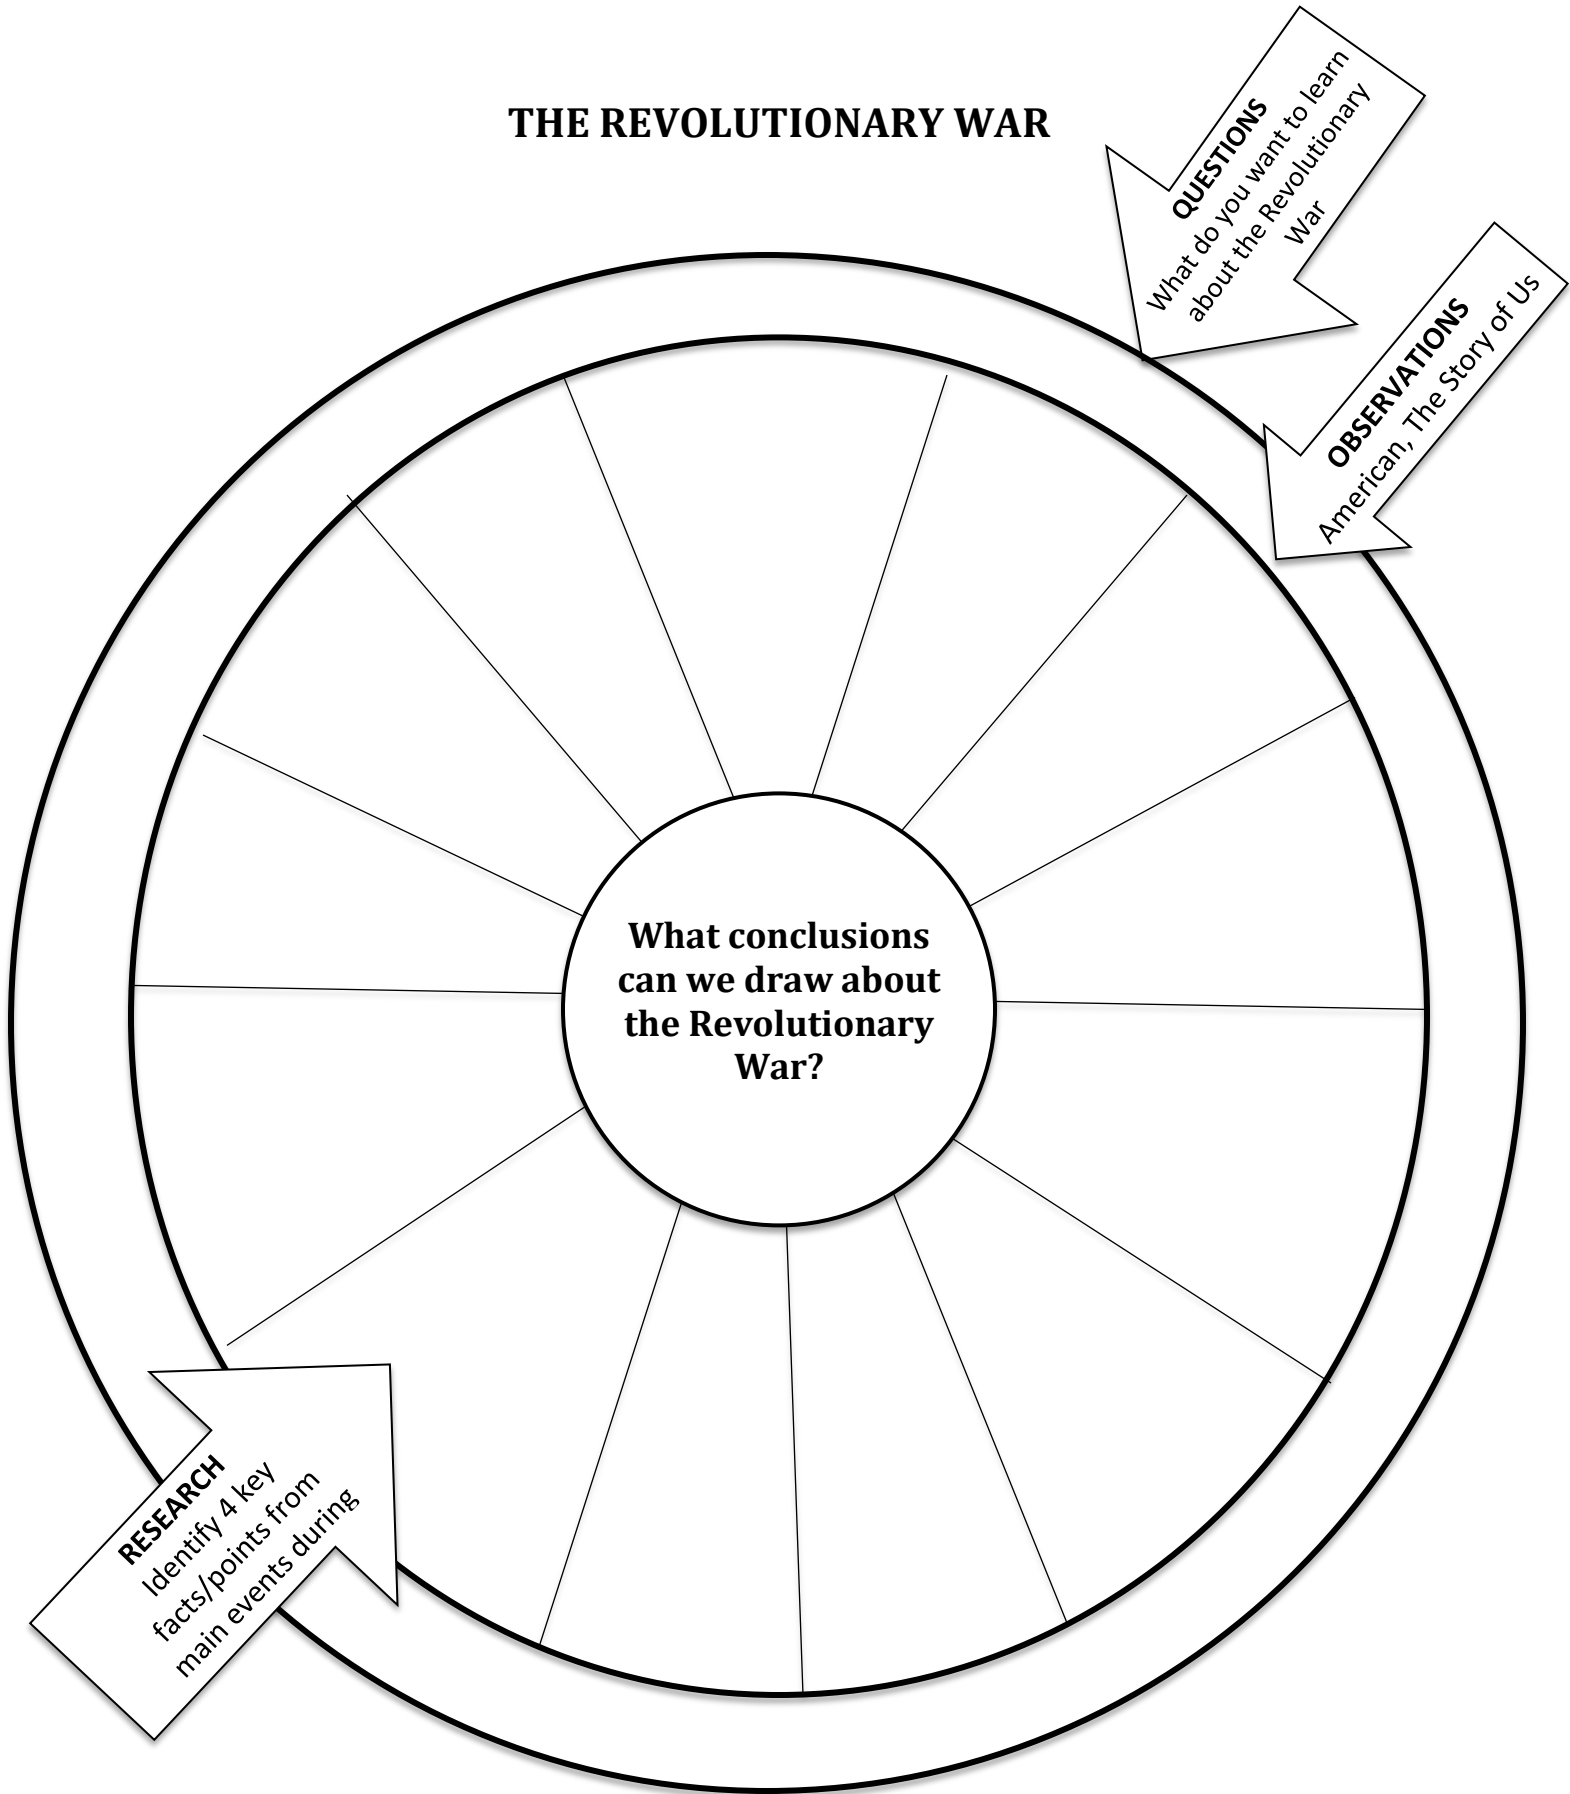 THE REVOLUTIONARY WAR
QUESTIONS
What do you want to learn
about the Revolutionary
War
OBSERVATIONS
American, The Story of Us
What conclusions
can we draw about
the Revolutionary
War?
RESEARCH
Identify 4 key
facts/points from
main events during